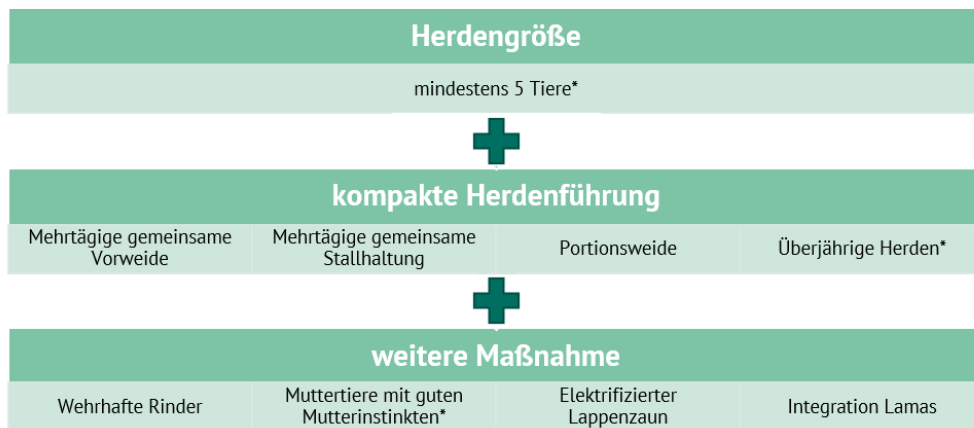 Herdengröße
mindestens 5 Tiere*
kompakte Herdenführung
Mehrtägige gemeinsame
Vorweide
Mehrtägige gemeinsame
Stallhaltung
Portionsweide
Überjährige Herden*
weitere Maßnahme
Wehrhafte Rinder
Muttertiere mit guten
Mutterinstinkten*
Elektrifizierter
Lappenzaun
Integration Lamas